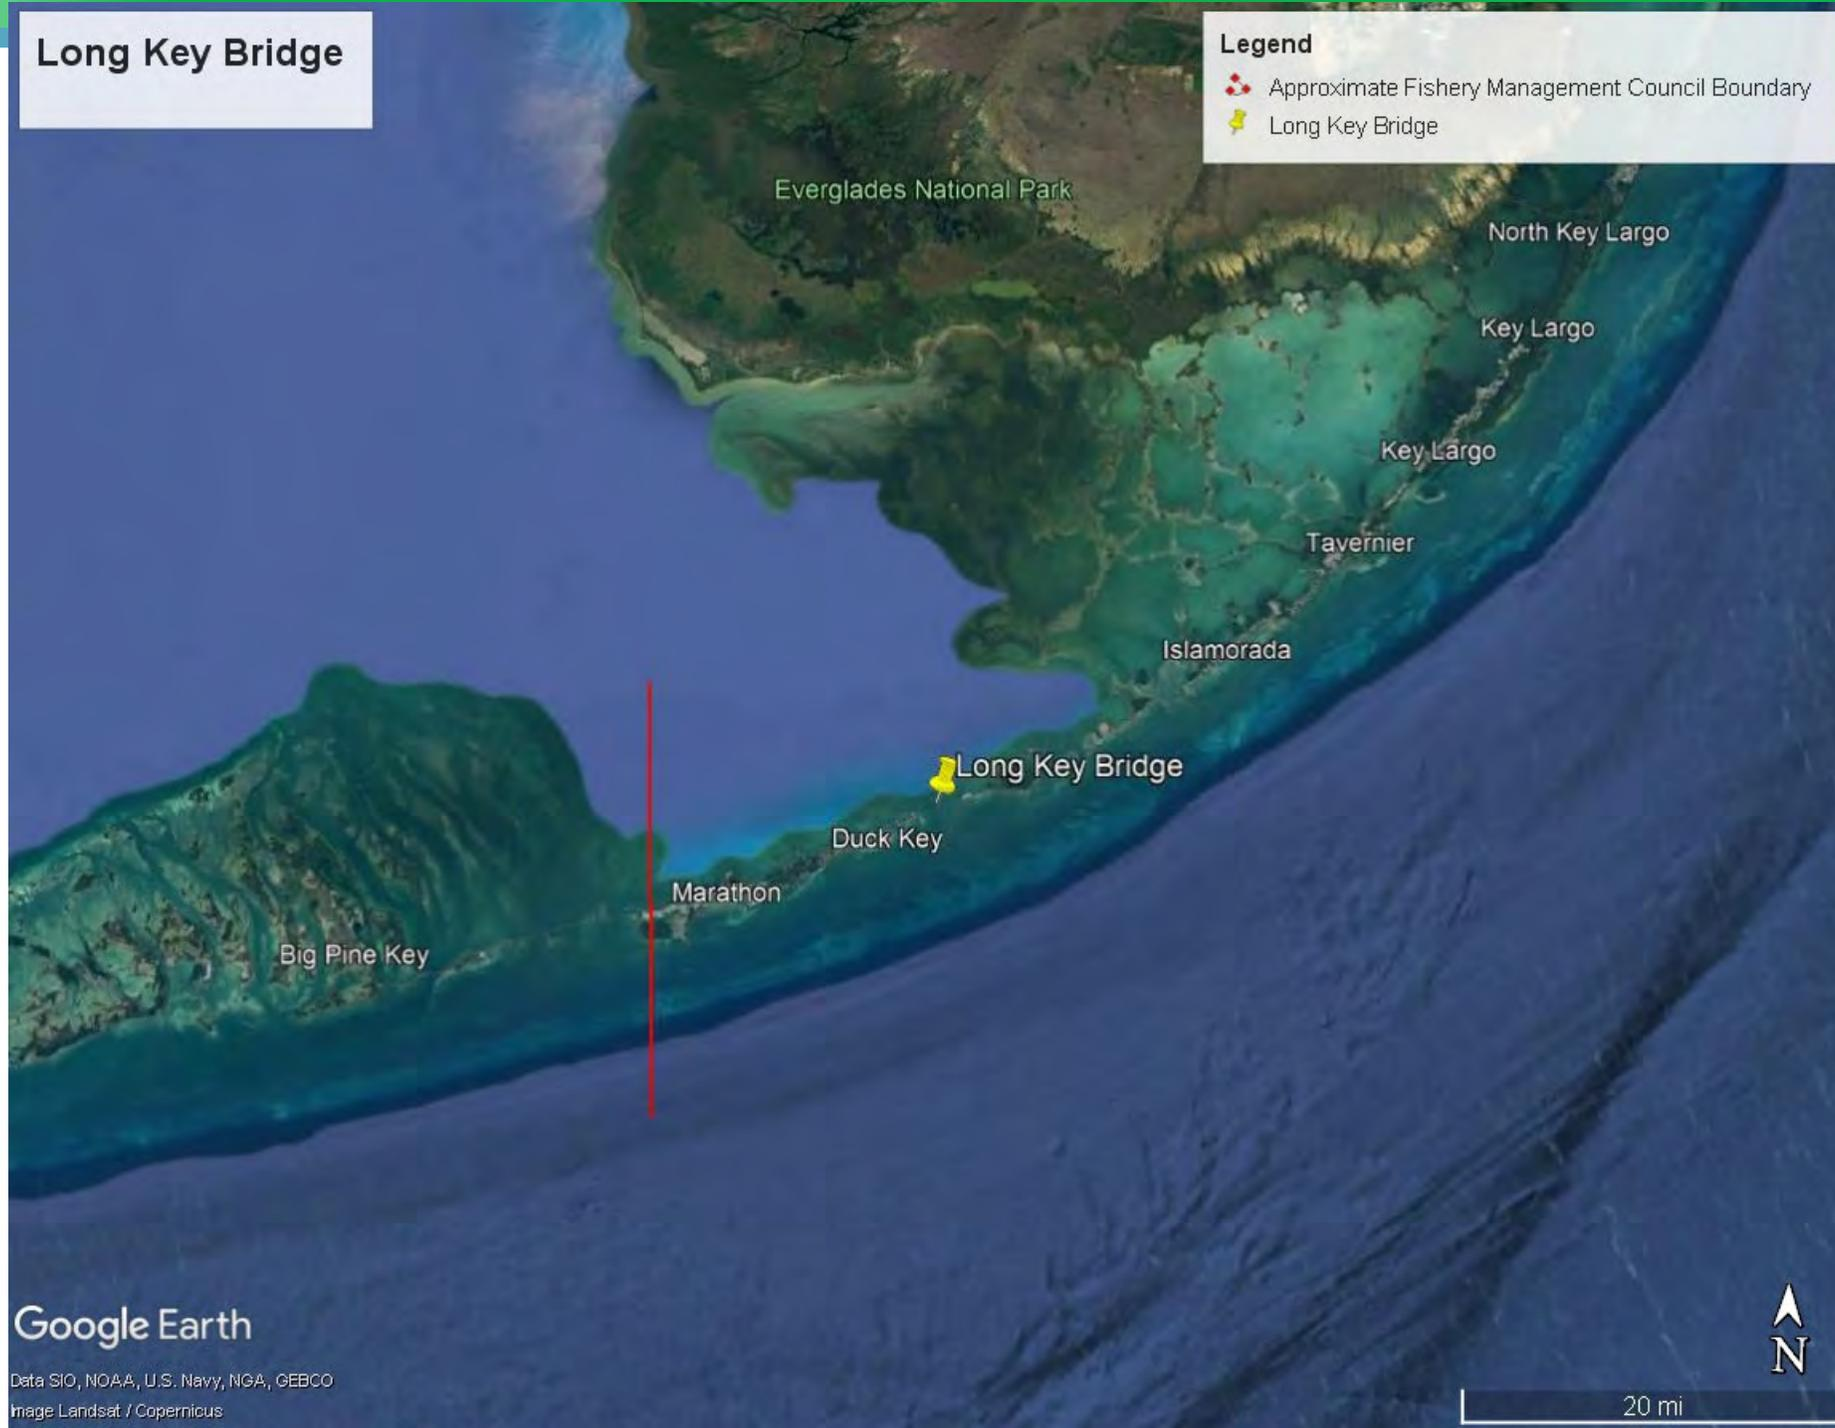 Long Key Bridge
Legend
Approximate Fishery Management Council Boundary
Long Key Bridge
Everglades National Park
North Key Largo
Key Largo
Key Largo
Tavernier
Islamorada
Long Key Bridge
Duck Key
Marathon
Big Pine Key
Google Earth
N
Data SIO, NOAA, U.S. Navy, NGA, GEBCO
Image Landsat / Copernicus
20 mi